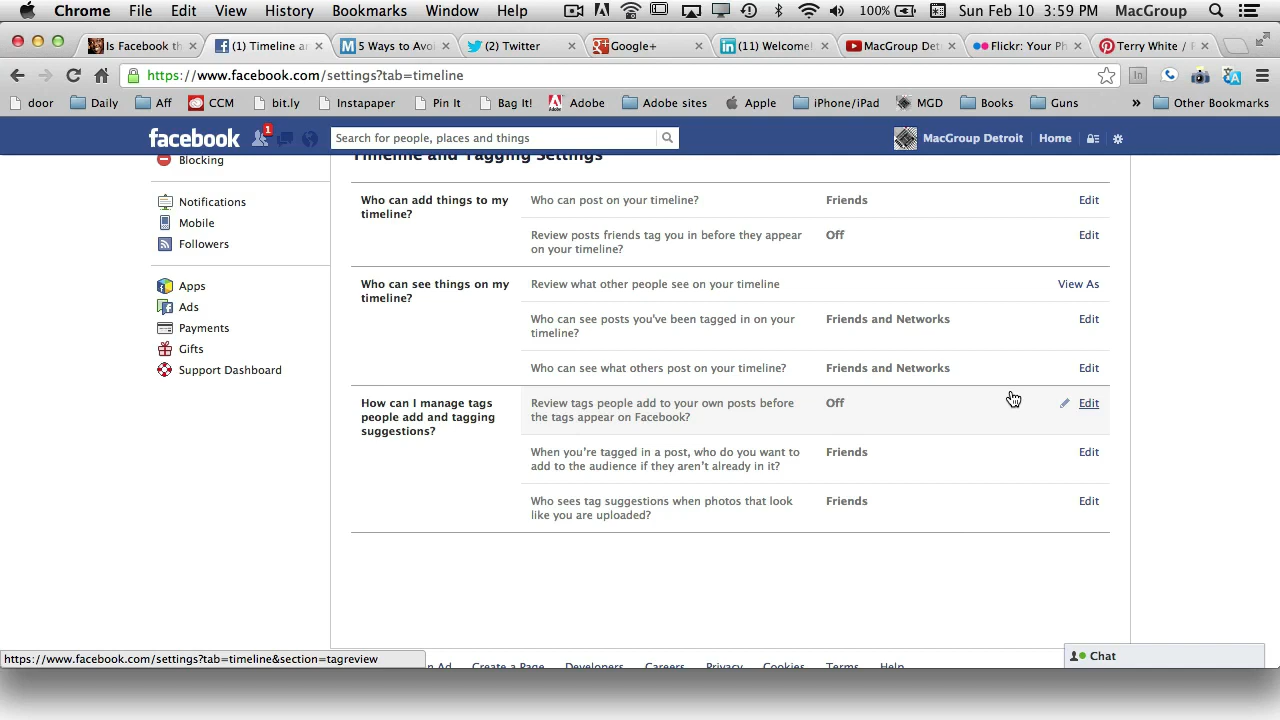 Chrome File Edit View History Bookmarks Window Help 100% Sun Feb 10 3:59 PM MacGroup
Is Facebook th (1) Timeline ar 5 Ways to Avoi (2) Twitter Google+ (11) Welcome! MacGroup Det Flickr: Your Ph Terry White / P
https://www.facebook.com/settings?tab=timeline
door Daily Aff CCM bit.ly Instapaper Pin It Bag It! Adobe Adobe sites Apple iPhone/iPad MGD Books Guns » Other Bookmarks
facebook 1 Search for people, places and things MacGroup Detroit Home
Blocking
Timeline and Tagging Settings
Notifications
Mobile
Followers
Apps
Ads
Payments
Gifts
Support Dashboard
Who can add things to my
timeline?
Who can post on your timeline? Friends Edit
Review posts friends tag you in before they appear
on your timeline?
Off Edit
Who can see things on my
timeline?
Review what other people see on your timeline View As
Who can see posts you've been tagged in on your
timeline?
Friends and Networks Edit
Who can see what others post on your timeline? Friends and Networks Edit
How can I manage tags
people add and tagging
suggestions?
Review tags people add to your own posts before
the tags appear on Facebook?
Off Edit
When you're tagged in a post, who do you want to
add to the audience if they aren't already in it?
Friends Edit
Who sees tag suggestions when photos that look
like you are uploaded?
Friends Edit
https://www.facebook.com/settings?tab=timeline&section=tagreview
n Ad Create a Page Developers Careers Privacy Cookies Terms Help
Chat